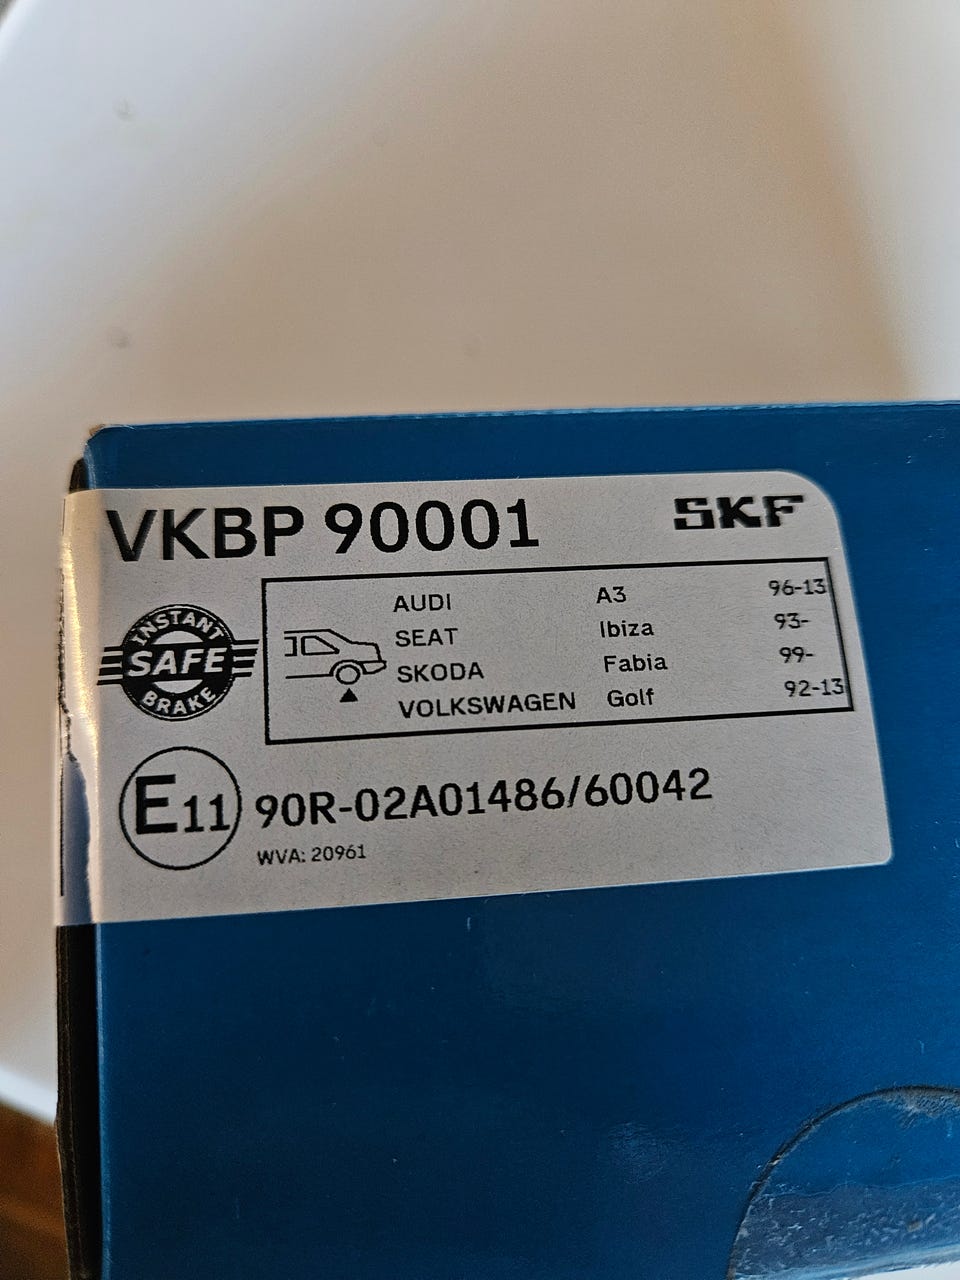 VKBP 90001 SKF
INSTANT
SAFE
BRAKE
AUDI A3 96-13
SEAT Ibiza 93-
SKODA Fabia 99-
VOLKSWAGEN Golf 92-13
E11 90R-02A01486/60042
WVA: 20961